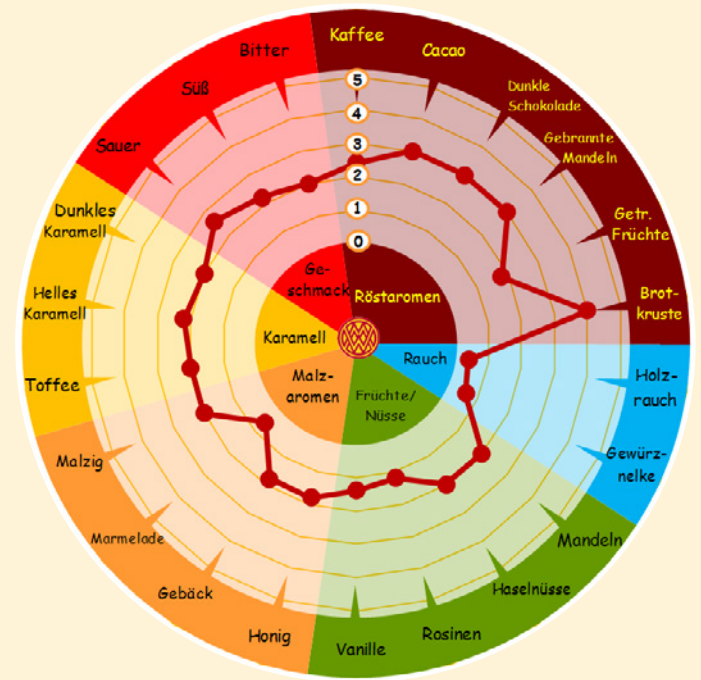 Kaffee
Cacao
Dunkle
Schokolade
Gebrannte
Mandeln
Getr.
Früchte
Brot-
kruste
Holz-
rauch
Gewürz-
nelke
Mandeln
Haselnüsse
Rosinen
Vanille
Honig
Gebäck
Marmelade
Malzig
Toffee
Helles
Karamell
Dunkles
Karamell
Sauer
Süß
Bitter
5
4
3
2
1
0
Ge-
schmack
Röstaromen
Karamell
Rauch
Malz-
aromen
Früchte/
Nüsse